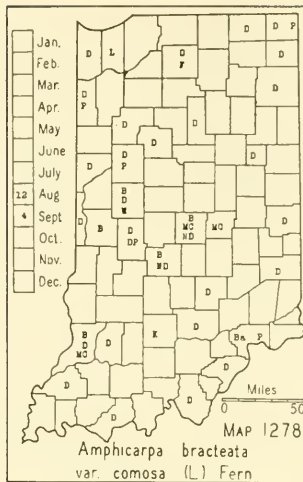 Jan.
Feb.
Mar.
Apr.
May
June
July
12 Aug
4 Sept
Oct.
Nov.
Dec.
D L
D
F
D
D P
D
D
P
D
D
D
D
D
D
P
D
B
D
W
D
B
D
DP
B
MC
ND
MC
B
MD
D
D
B
D
MC
D
K
D
Ba P
D
D
D
D
Miles
0 50
MAP 1278
Amphicarpa bracteata
var. comosa (L) Fern